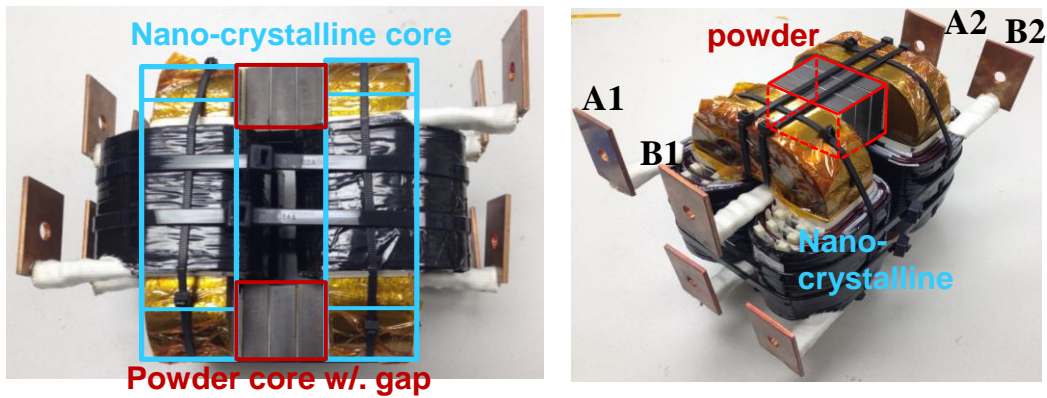 Nano-crystalline core
Powder core w/. gap
powder
A2
B2
A1
B1
Nano-
crystalline